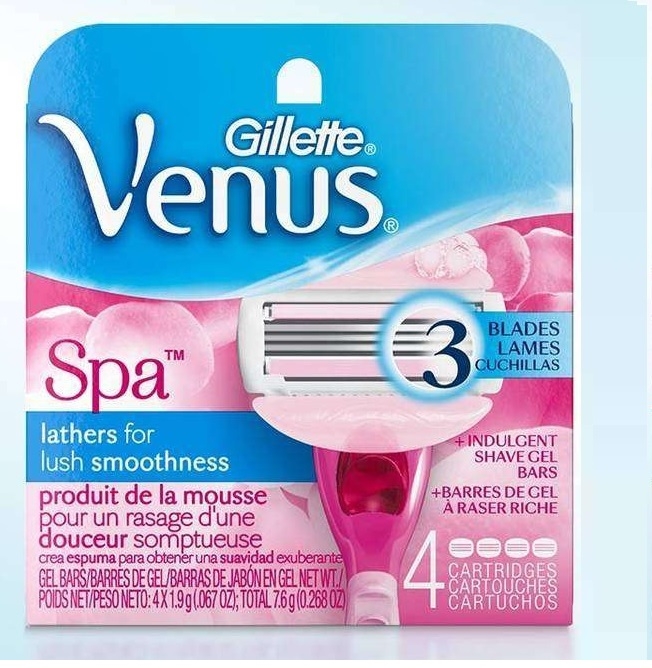 Gillette®
Venus®
3
BLADES
LAMES
CUCHILLAS
Spa™
lathers for
lush smoothness
+ INDULGENT
SHAVE GEL
BARS
+BARRES DE GEL
À RASER RICHE
produit de la mousse
pour un rasage d'une
douceur somptueuse
crea espuma para obtener una suavidad exuberante
GEL BARS/BARRES DE GEL/BARRAS DE JABÓN EN GEL NET WT./
POIDS NET/PESO NETO: 4 X 1.9 g (.067 OZ); TOTAL 7.6 g (0.268 OZ)
4
CARTRIDGES
CARTOUCHES
CARTUCHOS